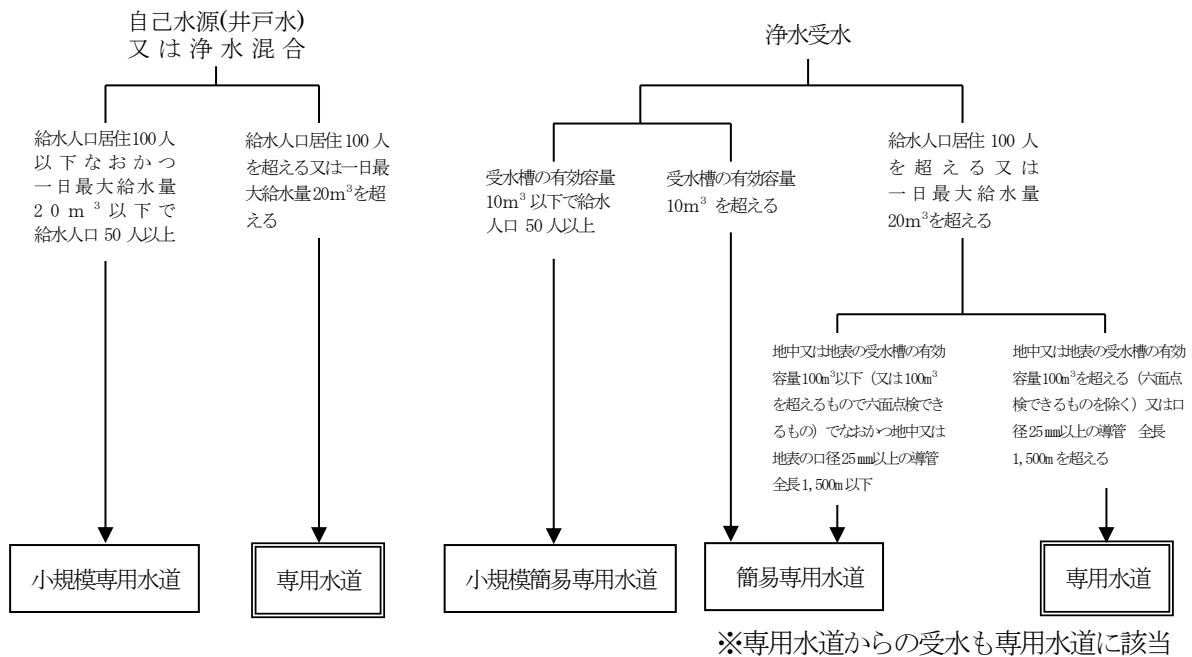 自己水源(井戸水)
又は浄水混合
浄水受水
給水人口居住100人
以下なおかつ
一日最大給水量
20m³以下で
給水人口50人以上
給水人口居住100人
を超える又は一日最
大給水量20m³を超
える
受水槽の有効容量
10m³以下で給水
人口 50人以上
受水槽の有効容量
10m³を超える
給水人口居住 100 人
を超える又は
一日最大給水量
20m³を超える
地中又は地表の受水槽の有効
容量100m³以下（又は100m³
を超えるもので六面点検でき
るもの）でなおかつ地中又は
地表の口径25㎜以上の導管
全長1,500m以下
地中又は地表の受水槽の有効
容量100m³を超える（六面点
検できるものを除く）又は口
径25㎜以上の導管　全長
1,500mを超える
小規模専用水道
専用水道
小規模簡易専用水道
簡易専用水道
専用水道
※専用水道からの受水も専用水道に該当